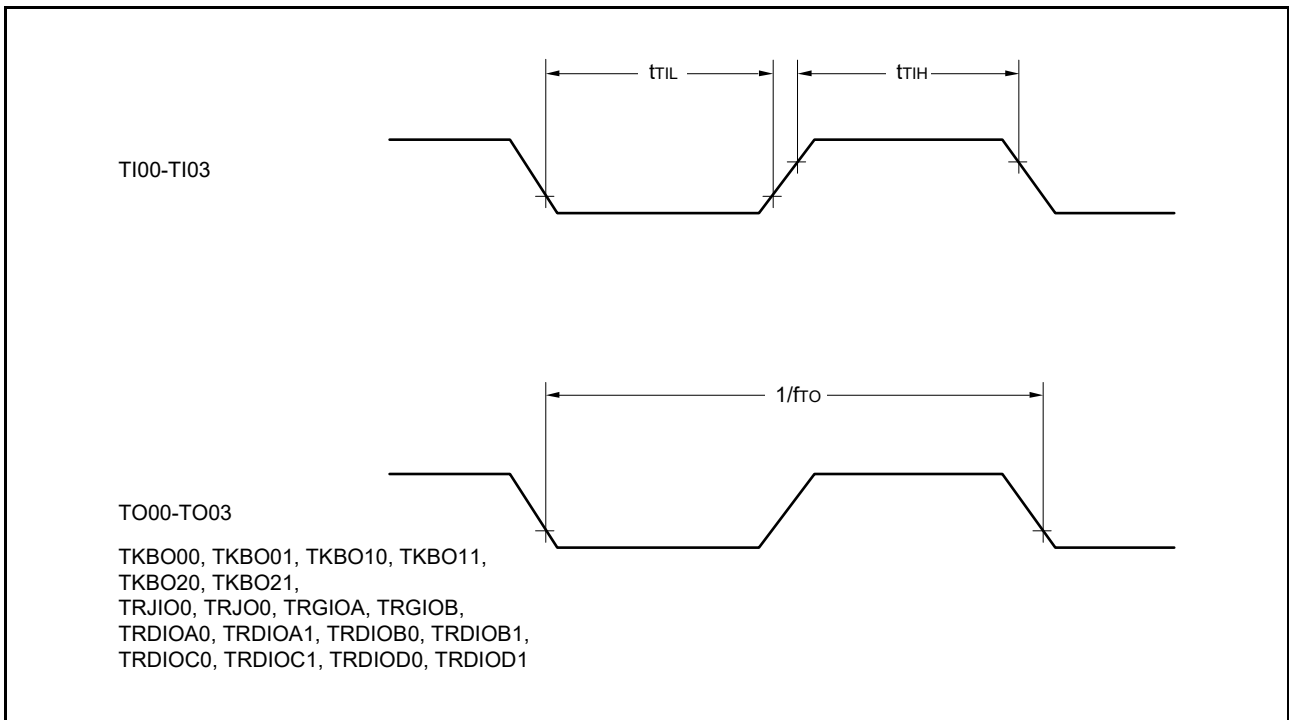 tTIL
tTIH
TI00-TI03
1/fTO
TO00-TO03
TKBO00, TKBO01, TKBO10, TKBO11,
TKBO20, TKBO21,
TRJIO0, TRJO0, TRGIOA, TRGIOB,
TRDIOA0, TRDIOA1, TRDIOB0, TRDIOB1,
TRDIOC0, TRDIOC1, TRDIOD0, TRDIOD1